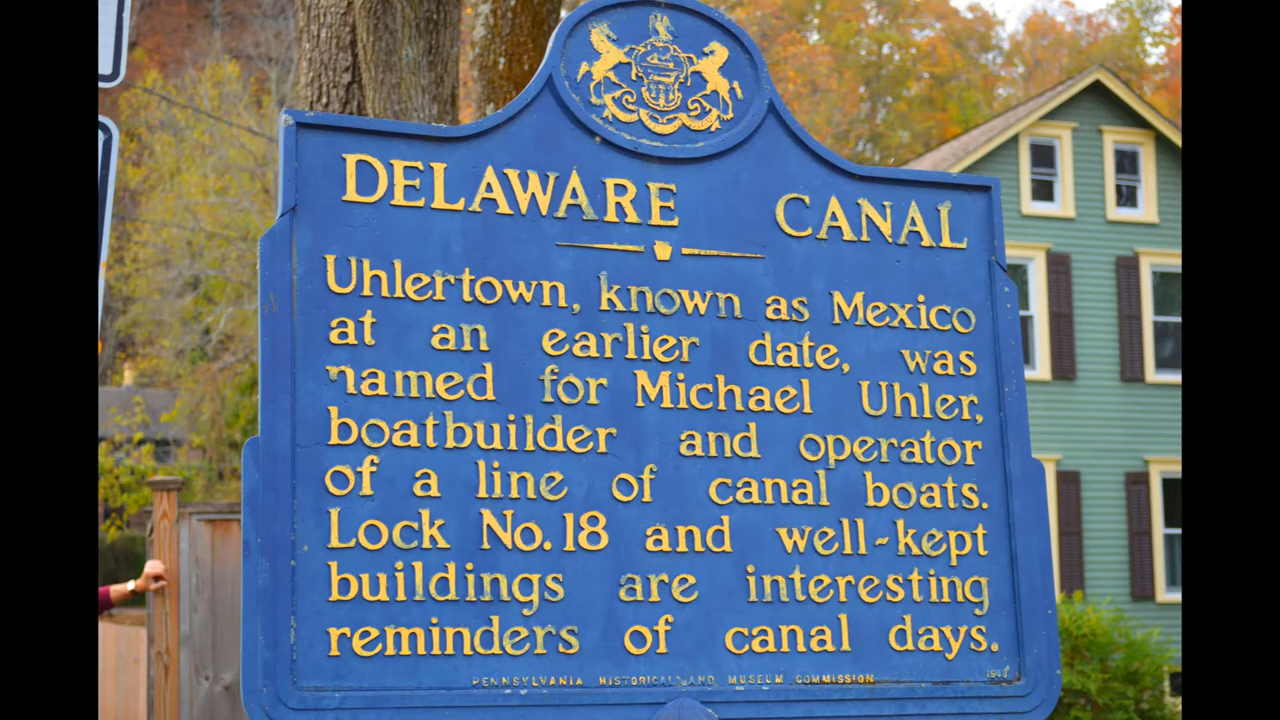 DELAWARE CANAL
Uhlertown, known as Mexico
at an earlier date, was
named for Michael Uhler,
boatbuilder and operator
of a line of canal boats.
Lock No. 18 and well-kept
buildings are interesting
reminders of canal days.
PENNSYLVANIA HISTORICAL AND MUSEUM COMMISSION